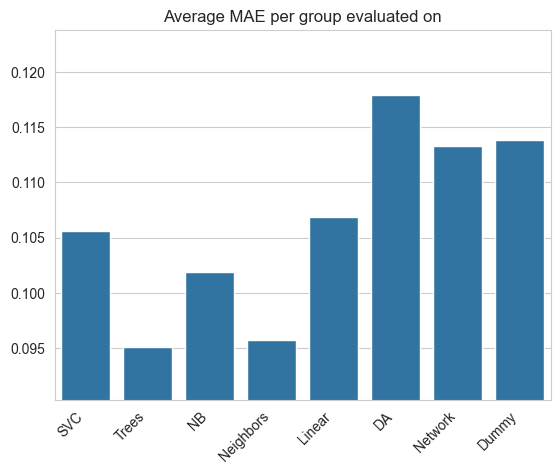 Average MAE per group evaluated on
0.120
0.115
0.110
0.105
0.100
0.095
SVC
Trees
NB
Neighbors
Linear
DA
Network
Dummy